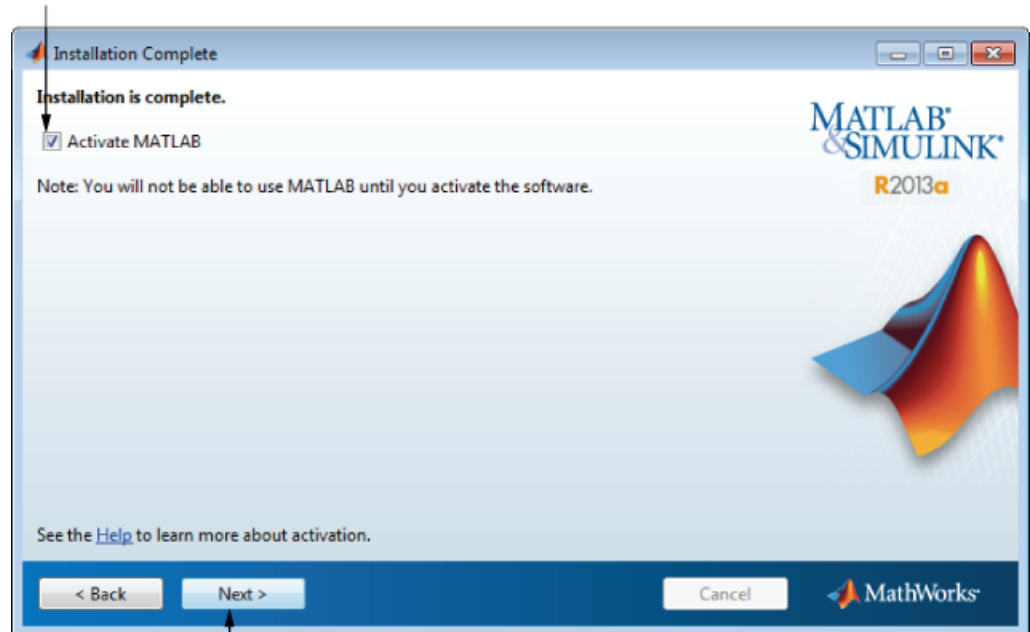 Installation Complete
Installation is complete.
Activate MATLAB
Note: You will not be able to use MATLAB until you activate the software.
MATLAB®
&SIMULINK®
R2013a
See the Help to learn more about activation.
< Back
Next >
Cancel
MathWorks®